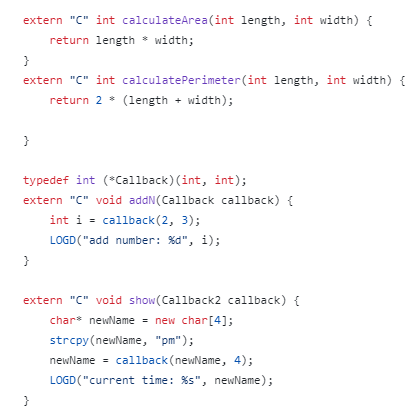 extern "C" int calculateArea(int length, int width) {
    return length * width;
}
extern "C" int calculatePerimeter(int length, int width) {
    return 2 * (length + width);

}

typedef int (*Callback)(int, int);
extern "C" void addN(Callback callback) {
    int i = callback(2, 3);
    LOGD("add number: %d", i);
}

extern "C" void show(Callback2 callback) {
    char* newName = new char[4];
    strcpy(newName, "pm");
    newName = callback(newName, 4);
    LOGD("current time: %s", newName);
}